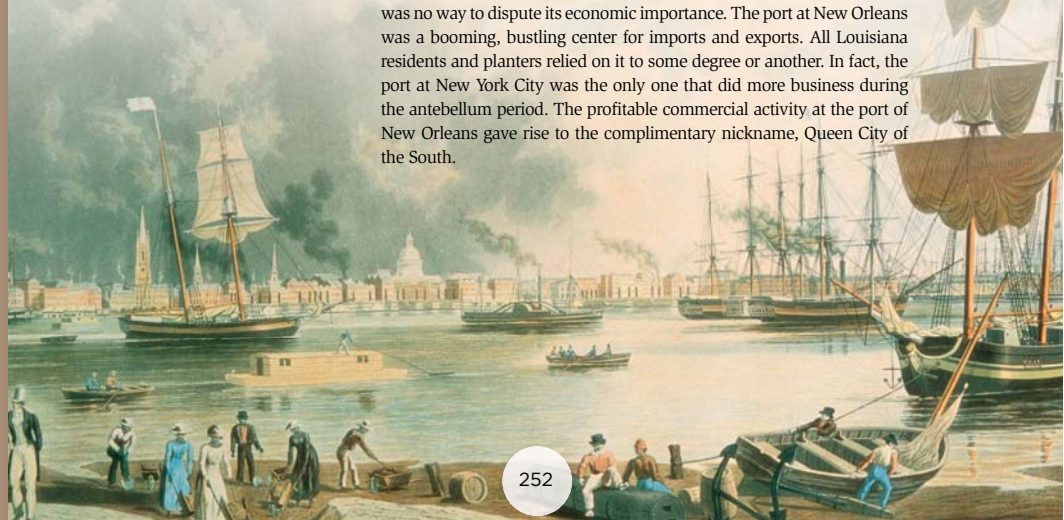 was no way to dispute its economic importance. The port at New Orleans
was a booming, bustling center for imports and exports. All Louisiana
residents and planters relied on it to some degree or another. In fact, the
port at New York City was the only one that did more business during
the antebellum period. The profitable commercial activity at the port of
New Orleans gave rise to the complimentary nickname, Queen City of
the South.
252